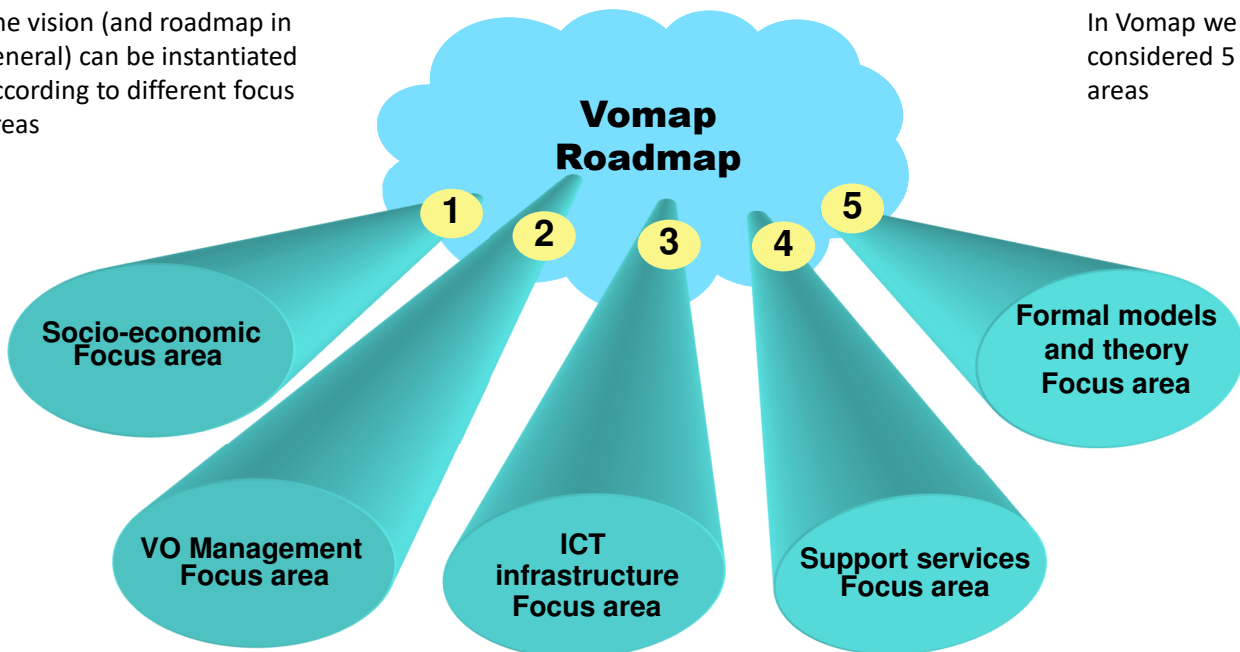 he vision (and roadmap in
eneral) can be instantiated
ccording to different focus
reas
In Vomap we
considered 5
areas
Vomap
Roadmap
1
2
3
4
5
Socio-economic
Focus area
VO Management
Focus area
ICT
infrastructure
Focus area
Support services
Focus area
Formal models
and theory
Focus area